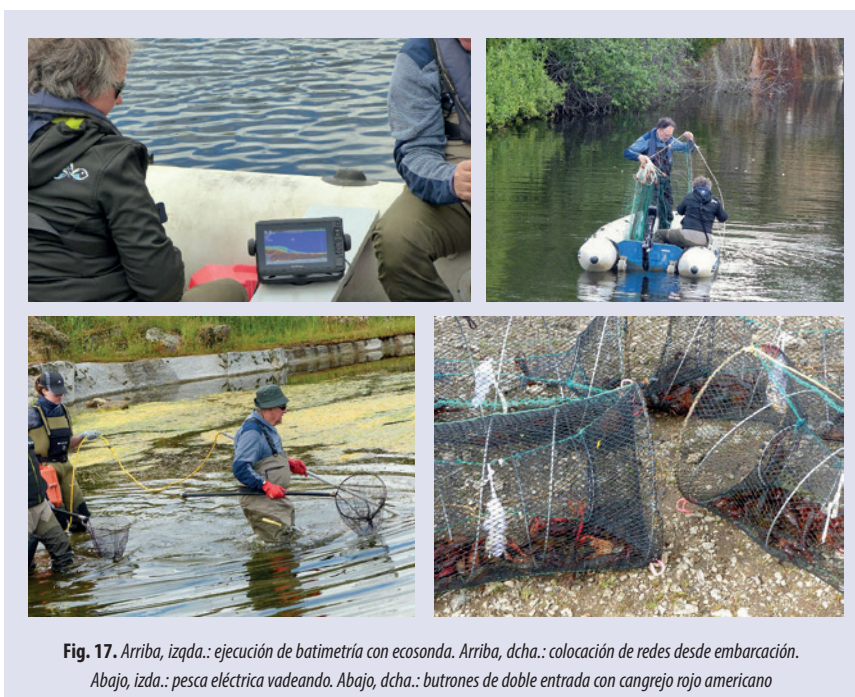 Fig. 17. Arriba, izqda.: ejecución de batimetría con ecosonda. Arriba, dcha.: colocación de redes desde embarcación.
Abajo, izda.: pesca eléctrica vadeando. Abajo, dcha.: butrones de doble entrada con cangrejo rojo americano